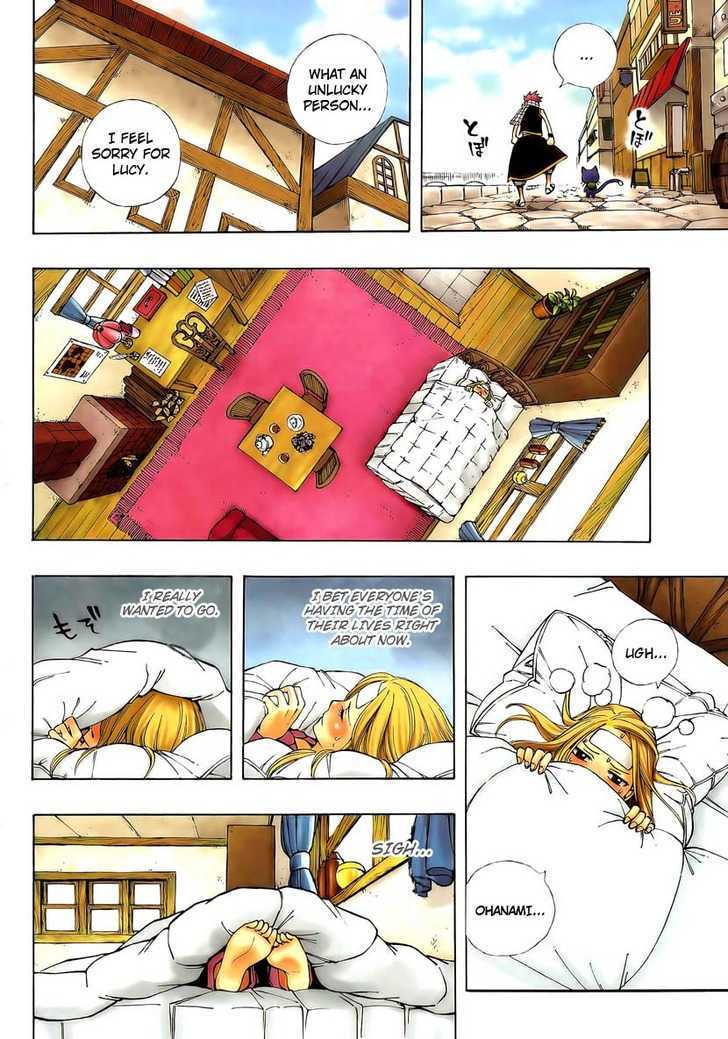 ...
とぼ
とぼ
WHAT AN
UNLUCKY
PERSON...
I FEEL
SORRY FOR
LUCY.
UGH...
OHANAMI...
I BET EVERYONE'S
HAVING THE TIME OF
THEIR LIVES RIGHT
ABOUT NOW.
I REALLY
WANTED TO GO.
もぞ
SIGH...